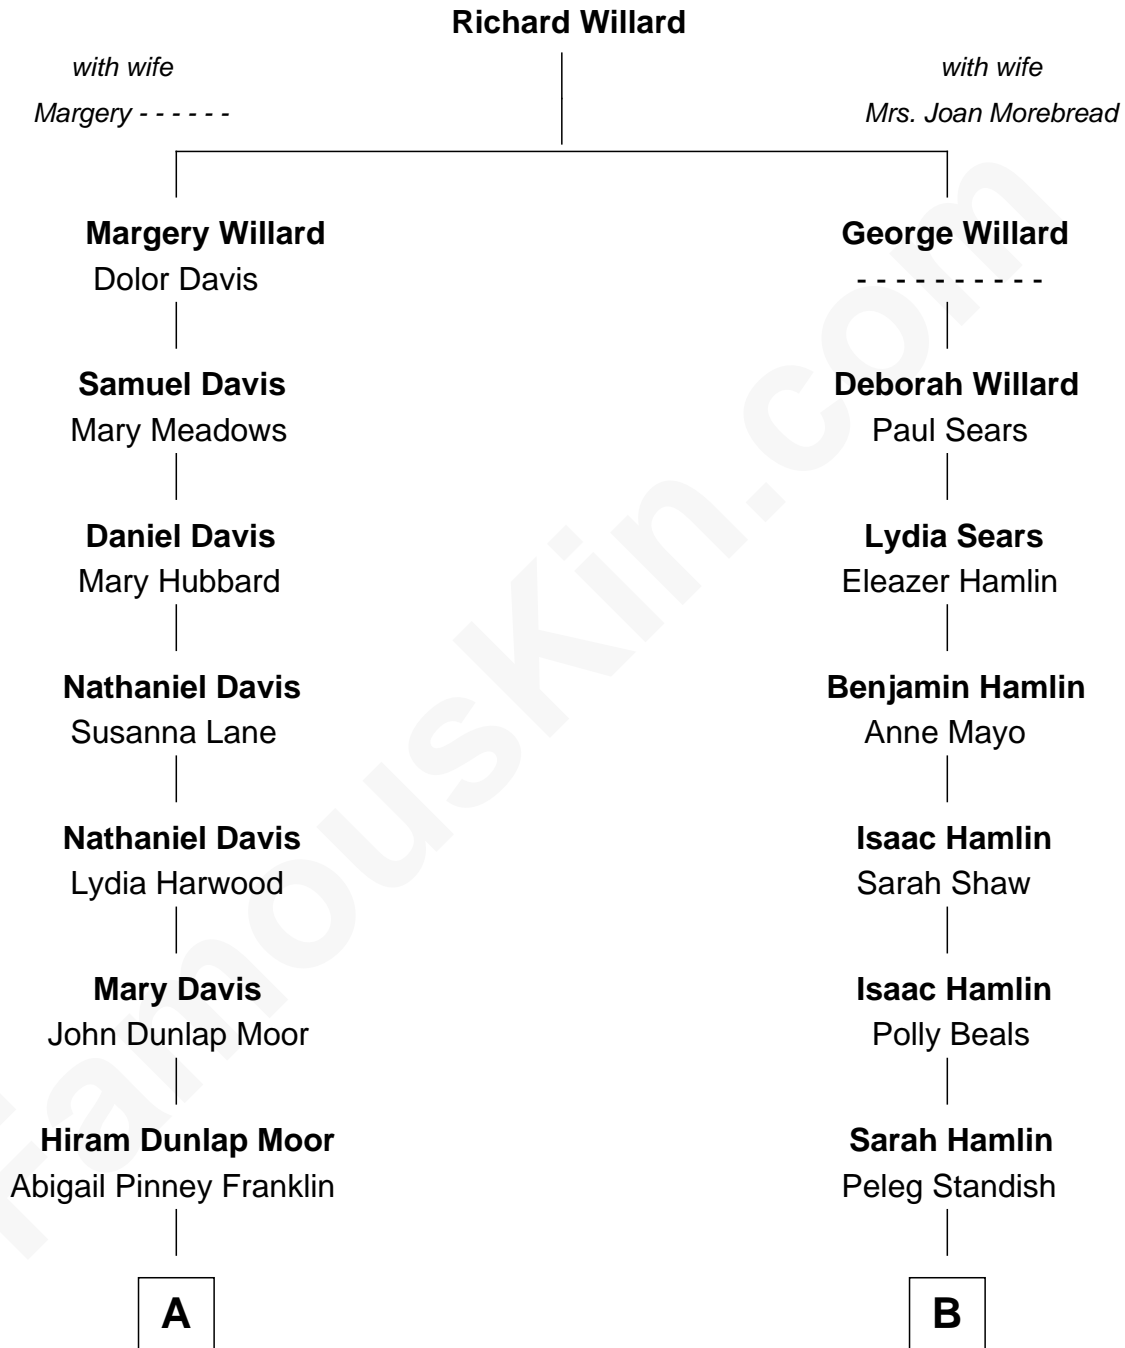 Richard Willard
with wife
Margery - - - - - -
with wife
Mrs. Joan Morebread
Margery Willard
Dolor Davis
George Willard
- - - - - - - - - -
Samuel Davis
Mary Meadows
Deborah Willard
Paul Sears
Daniel Davis
Mary Hubbard
Lydia Sears
Eleazer Hamlin
Nathaniel Davis
Susanna Lane
Benjamin Hamlin
Anne Mayo
Nathaniel Davis
Lydia Harwood
Isaac Hamlin
Sarah Shaw
Mary Davis
John Dunlap Moor
Isaac Hamlin
Polly Beals
Hiram Dunlap Moor
Abigail Pinney Franklin
Sarah Hamlin
Peleg Standish
A
B
FamousKin.com